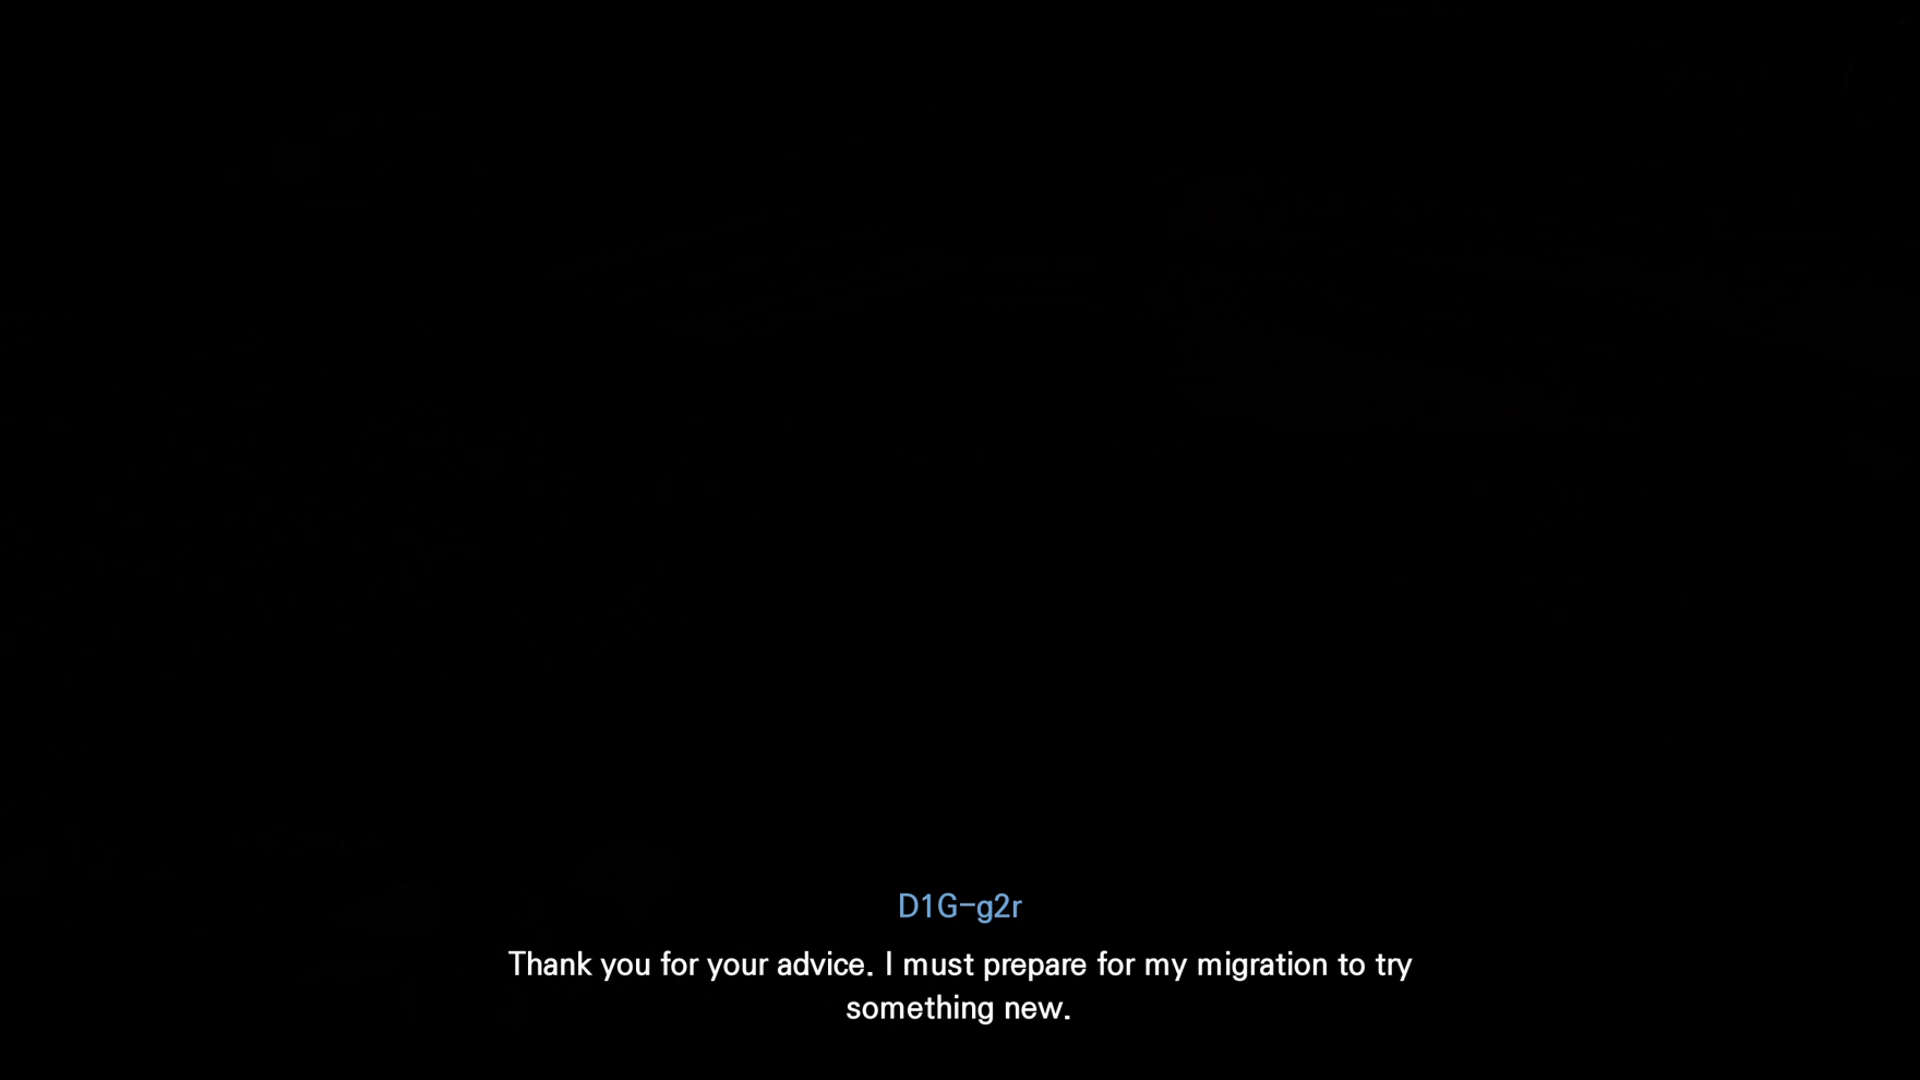 D1G-g2r
Thank you for your advice. I must prepare for my migration to try
something new.